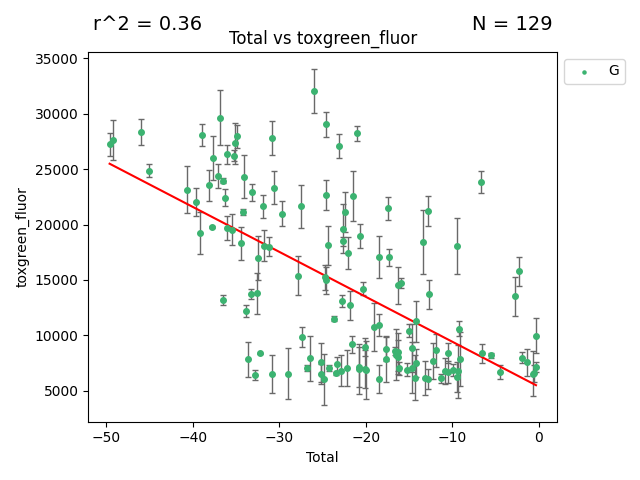 r^2 = 0.36
N = 129
Total vs toxgreen_fluor
G
35000
30000
25000
20000
15000
10000
5000
toxgreen_fluor
−50
−40
−30
−20
−10
0
Total